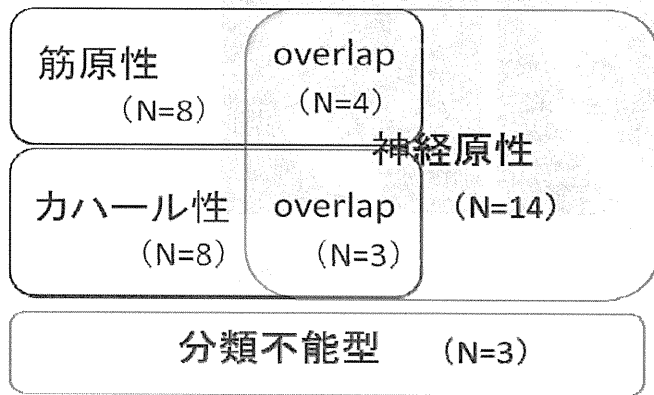 筋原性
（N=8）
overlap
（N=4）
神経原性
（N=14）
カハール性
（N=8）
overlap
（N=3）
分類不能型 （N=3）